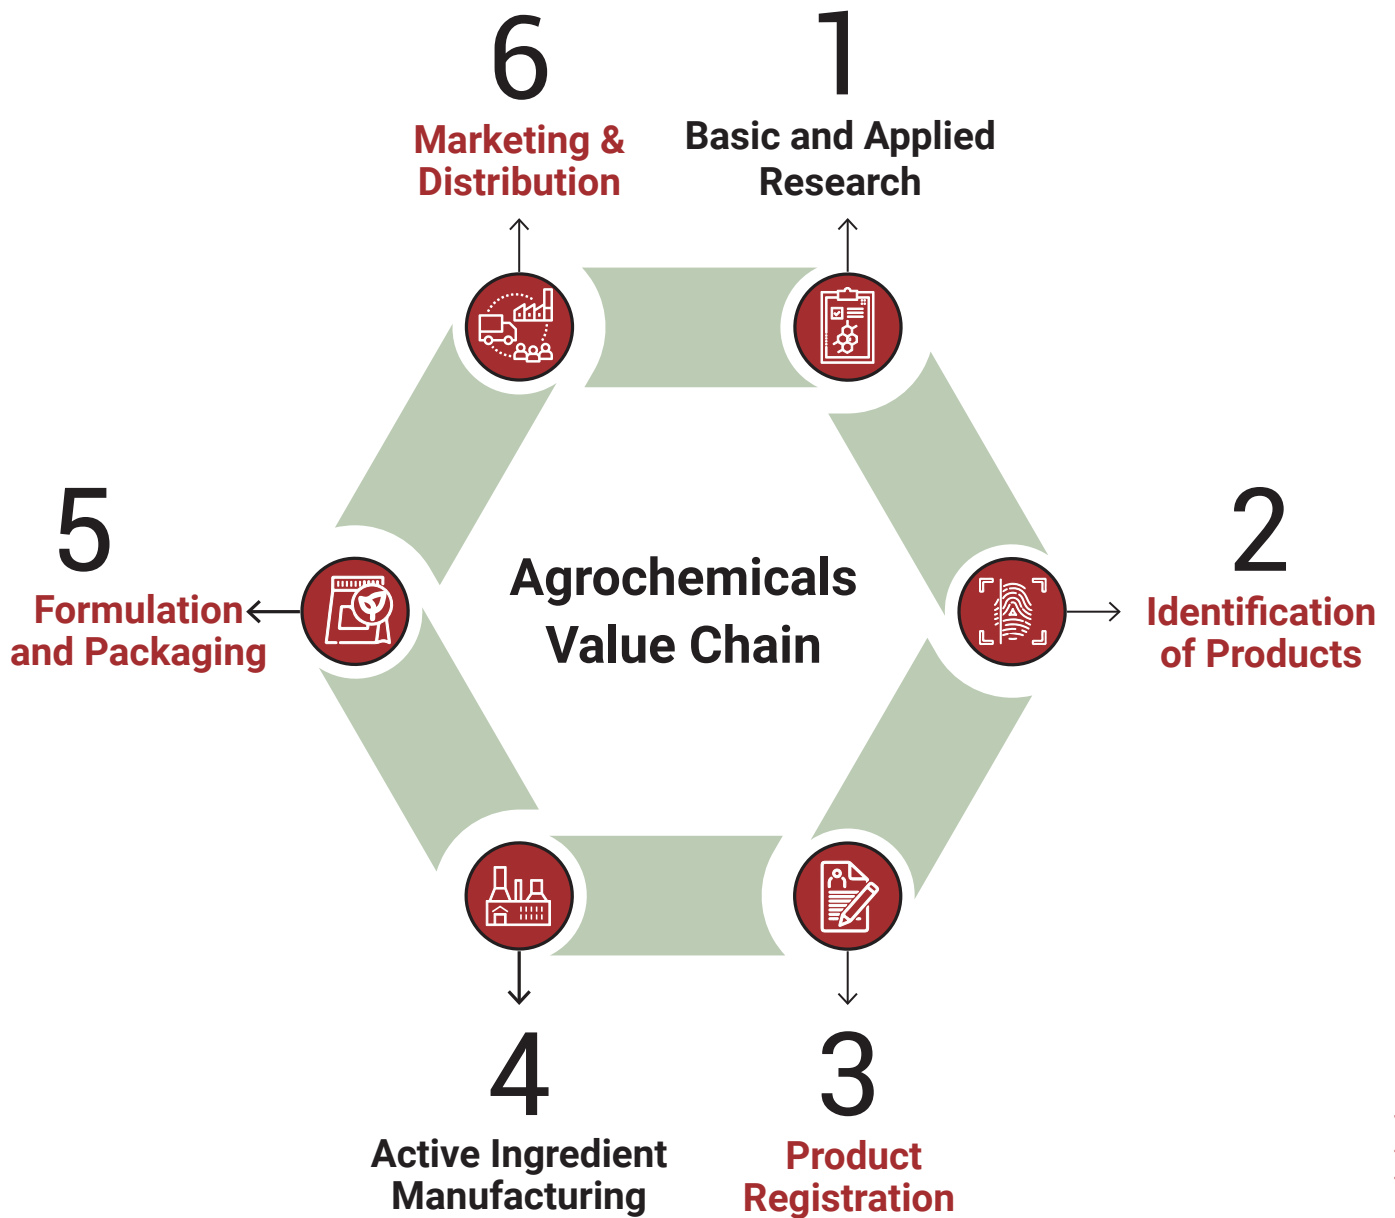 6
Marketing &
Distribution
1
Basic and Applied
Research
5
Formulation
and Packaging
Agrochemicals
Value Chain
2
Identification
of Products
4
Active Ingredient
Manufacturing
3
Product
Registration